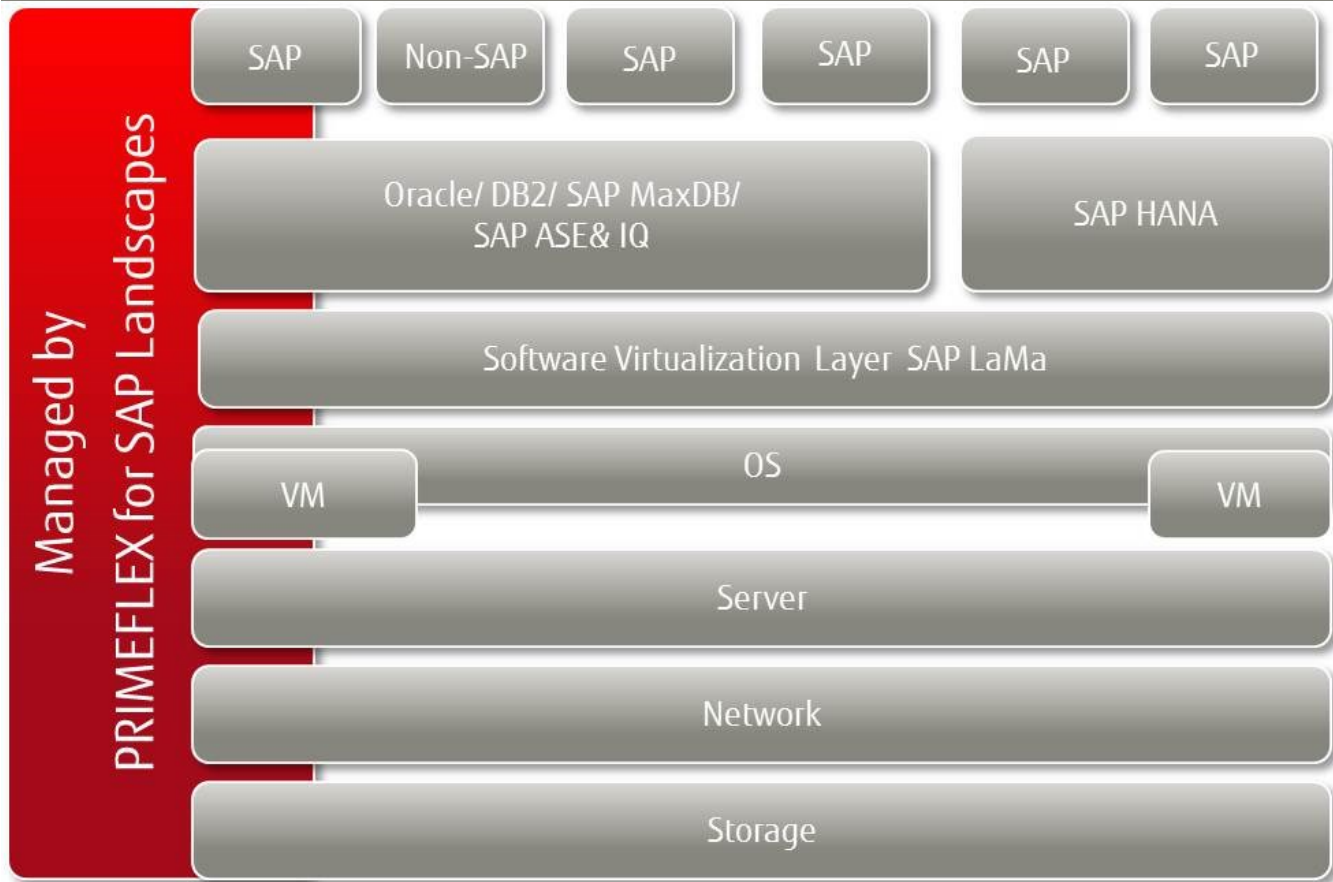 Managed by
PRIMEFLEX for SAP Landscapes
SAP
Non-SAP
SAP
SAP
SAP
SAP
Oracle/ DB2/ SAP MaxDB/
SAP ASE& IQ
SAP HANA
Software Virtualization Layer SAP LaMa
OS
VM
VM
Server
Network
Storage